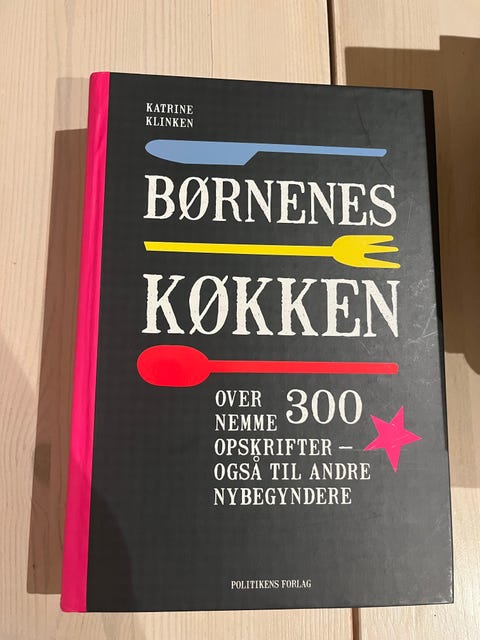 KATRINE
KLINKEN
BØRNENES
KØKKEN
OVER 300
NEMME
OPSKRIFTER —
OGSÅ TIL ANDRE
NYBEGYNDERE
POLITIKENS FORLAG